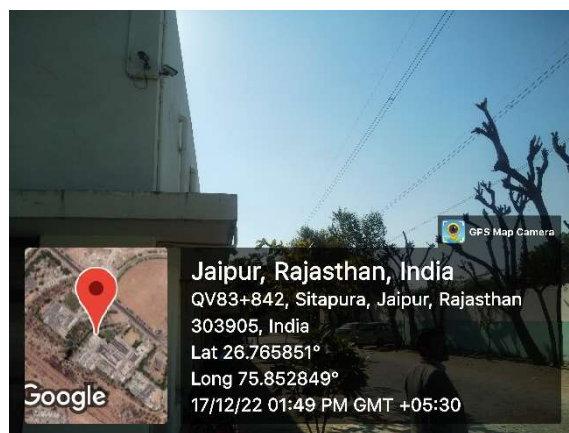 GPS Map Camera
Jaipur, Rajasthan, India
QV83+842, Sitapura, Jaipur, Rajasthan
303905, India
Lat 26.765851°
Long 75.852849°
17/12/22 01:49 PM GMT +05:30
Google